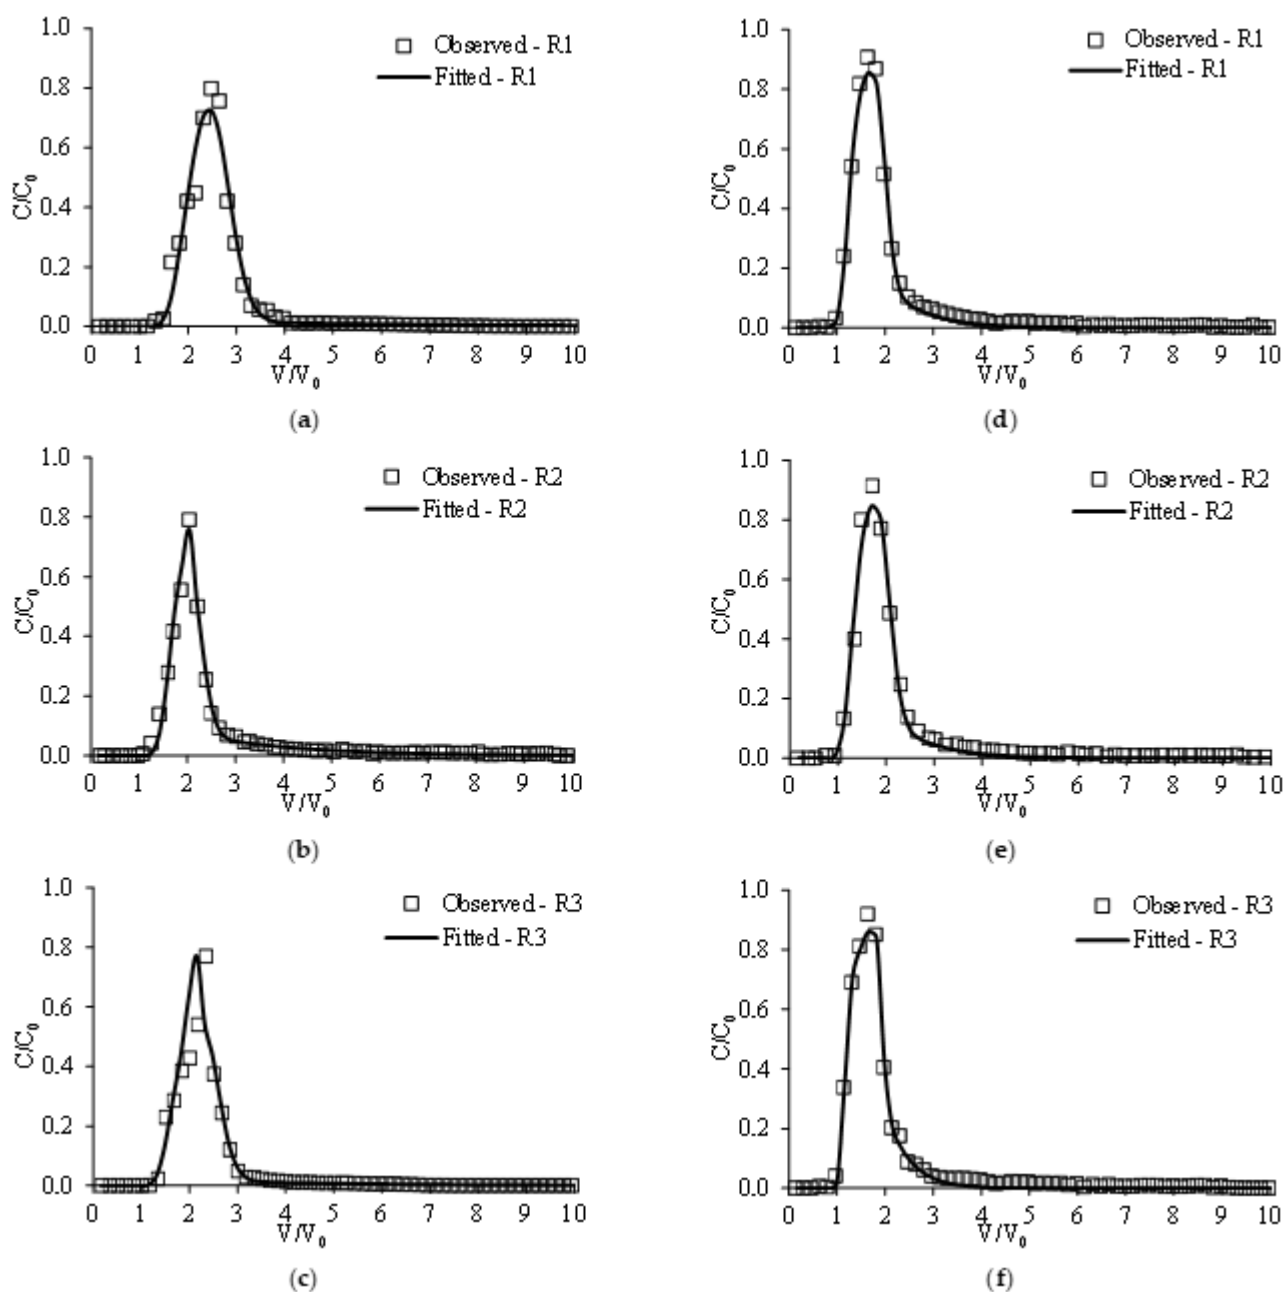 1.0
0.8
0.6
0.4
0.2
0.0
C/C0
Observed - R1
Fitted - R1
0 1 2 3 4 5 6 7 8 9 10
V/V0
(a)
1.0
0.8
0.6
0.4
0.2
0.0
C/C0
Observed - R1
Fitted - R1
0 1 2 3 4 5 6 7 8 9 10
V/V0
(d)
1.0
0.8
0.6
0.4
0.2
0.0
C/C0
Observed - R2
Fitted - R2
0 1 2 3 4 5 6 7 8 9 10
V/V0
(b)
1.0
0.8
0.6
0.4
0.2
0.0
C/C0
Observed - R2
Fitted - R2
0 1 2 3 4 5 6 7 8 9 10
V/V0
(e)
1.0
0.8
0.6
0.4
0.2
0.0
C/C0
Observed - R3
Fitted - R3
0 1 2 3 4 5 6 7 8 9 10
V/V0
(c)
1.0
0.8
0.6
0.4
0.2
0.0
C/C0
Observed - R3
Fitted - R3
0 1 2 3 4 5 6 7 8 9 10
V/V0
(f)